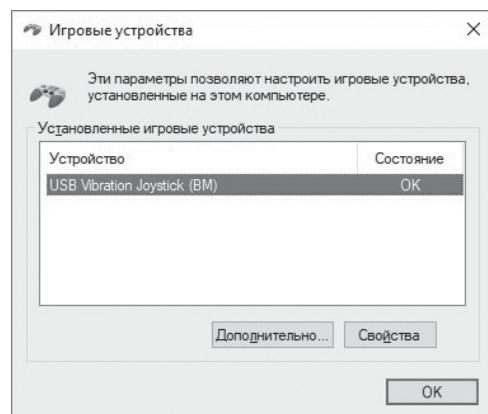 Игровые устройства
Эти параметры позволяют настроить игровые устройства,
установленные на этом компьютере.
Установленные игровые устройства
Устройство Состояние
USB Vibration Joystick (BM) OK
Дополнительно... Свойства
OK